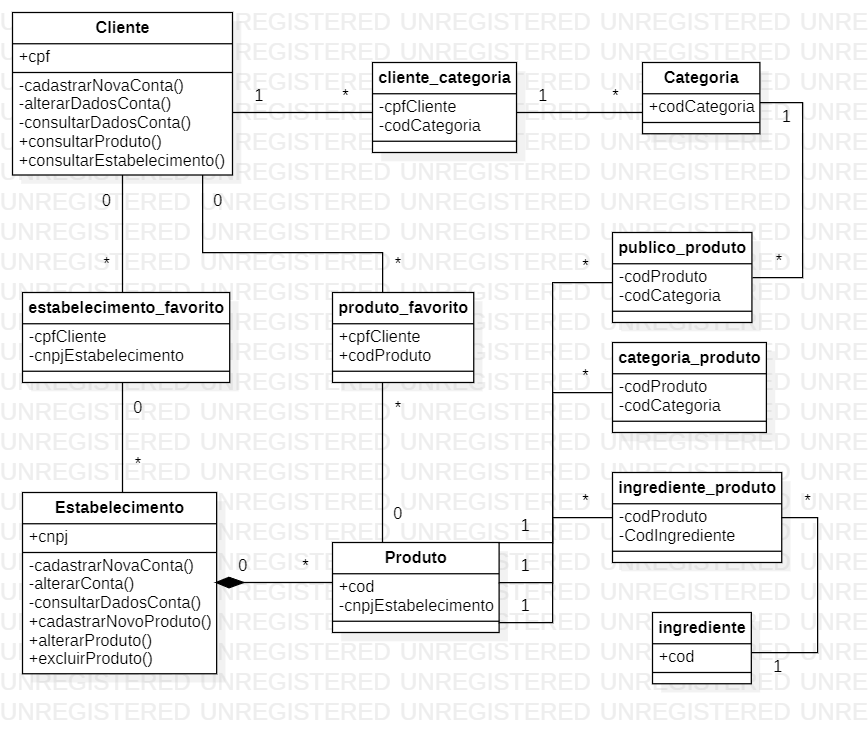 Cliente
+cpf
-cadastrarNovaConta()
-alterarDadosConta()
-consultarDadosConta()
+consultarProduto()
+consultarEstabelecimento()
1
*
cliente_categoria
-cpfCliente
-codCategoria
1
*
Categoria
+codCategoria
1
0
*
0
*
estabelecimento_favorito
-cpfCliente
-cnpjEstabelecimento
produto_favorito
+cpfCliente
+codProduto
*
publico_produto
-codProduto
-codCategoria
*
*
categoria_produto
-codProduto
-codCategoria
0
*
*
0
*
ingrediente_produto
-codProduto
-CodIngrediente
*
Estabelecimento
+cnpj
-cadastrarNovaConta()
-alterarConta()
-consultarDadosConta()
+cadastrarNovoProduto()
+alterarProduto()
+excluirProduto()
0
*
Produto
+cod
-cnpjEstabelecimento
1
1
1
ingrediente
+cod
1
UNREGISTERED UNREGISTERED UNREGISTERED UNREGISTERED